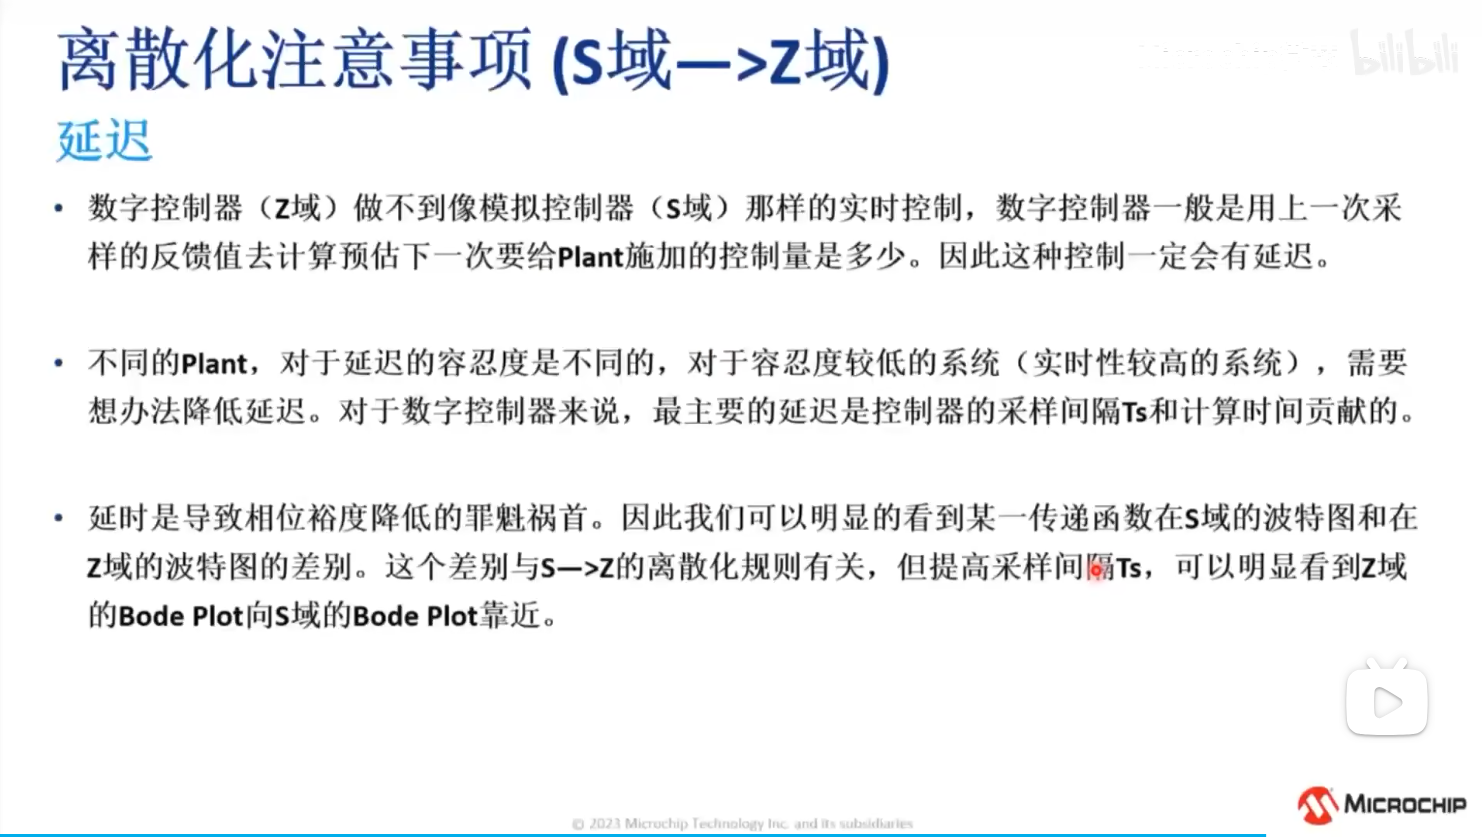 离散化注意事项 (S域—>Z域)
bilibili
延迟
• 数字控制器（Z域）做不到像模拟控制器（S域）那样的实时控制，数字控制器一般是用上一次采
样的反馈值去计算预估下一次要给Plant施加的控制量是多少。因此这种控制一定会有延迟。
• 不同的Plant，对于延迟的容忍度是不同的，对于容忍度较低的系统（实时性较高的系统），需要
想办法降低延迟。对于数字控制器来说，最主要的延迟是控制器的采样间隔Ts和计算时间贡献的。
• 延时是导致相位裕度降低的罪魁祸首。因此我们可以明显的看到某一传递函数在S域的波特图和在
Z域的波特图的差别。这个差别与S—>Z的离散化规则有关，但提高采样间隔Ts，可以明显看到Z域
的Bode Plot向S域的Bode Plot靠近。
MICROCHIP
© 2023 Microchip Technology Inc. and its subsidiaries